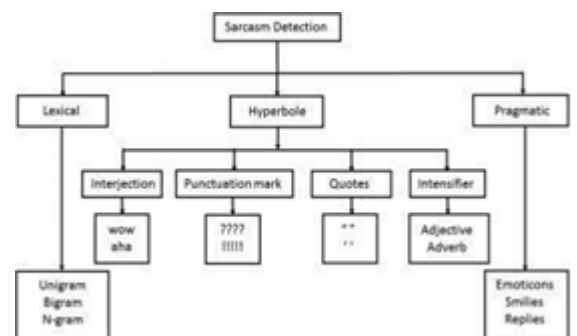 Sarcasm Detection
Lexical
Hyperbole
Pragmatic
Interjection
Punctuation mark
Quotes
Intensifier
wow
aha
????
!!!!!
" "
' '
Adjective
Adverb
Unigram
Bigram
N-gram
Emoticons
Smilies
Replies